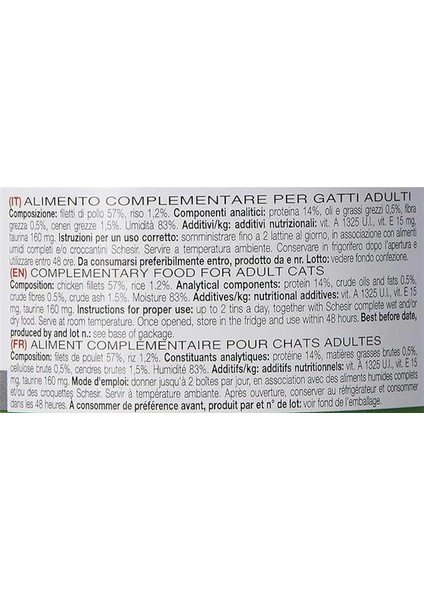 (IT) ALIMENTO COMPLEMENTARE PER GATTI ADULTI
Composizione: filetti di pollo 57%, riso 1,2%. Componenti analitici: proteina 14%, oli e grassi grezzi 0,5%, fibra
grezza 0,5%, ceneri grezze 1,5%. Umidità 83%. Additivi/kg: additivi nutrizionali: vit. A 1325 U.I., vit. E 15 mg,
taurina 160 mg. Istruzioni per un uso corretto: somministrare fino a 2 lattine al giorno, in associazione con alimenti
umidi completi e/o croccantini Schesir. Servire a temperatura ambiente. Conservare in frigorifero dopo l'apertura e
utilizzare entro 48 ore. Da consumarsi preferibilmente entro, prodotto da e nr. Lotto: vedere fondo confezione.
(EN) COMPLEMENTARY FOOD FOR ADULT CATS
Composition: chicken fillets 57%, rice 1.2%. Analytical components: protein 14%, crude oils and fats 0.5%,
crude fibres 0.5%, crude ash 1.5%. Moisture 83%. Additives/kg: nutritional additives: vit. A 1325 U.I., vit. E 15
mg, taurine 160 mg. Instructions for proper use: up to 2 tins a day, together with Schesir complete wet and/or
dry food. Serve at room temperature. Once opened, store in the fridge and use within 48 hours. Best before date,
produced by and lot n.: see base of package.
(FR) ALIMENT COMPLÉMENTAIRE POUR CHATS ADULTES
Composition: filets de poulet 57%, riz 1,2%. Constituants analytiques: protéine 14%, matières grasses brutes 0,5%,
cellulose brute 0,5%, cendres brutes 1,5%. Humidité 83%. Additifs/kg: additifs nutritionnels: vit. A 1325 U.I., vit. E 15
mg, taurine 160 mg. Mode d'emploi: donner jusqu'à 2 boîtes par jour, en association avec des aliments humides complets
et/ou des croquettes Schesir. Servir à température ambiante. Après ouverture, conserver au réfrigérateur et consommer
dans les 48 heures. A consommer de préférence avant, produit par et n° de lot: voir fond de l'emballage.